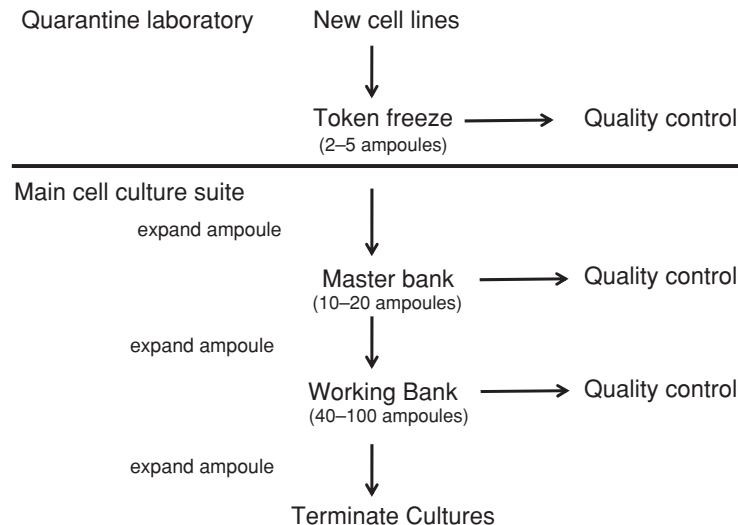 Quarantine laboratory New cell lines
Token freeze Quality control
(2–5 ampoules)
Main cell culture suite
expand ampoule
Master bank Quality control
(10–20 ampoules)
expand ampoule
Working Bank Quality control
(40–100 ampoules)
expand ampoule
Terminate Cultures